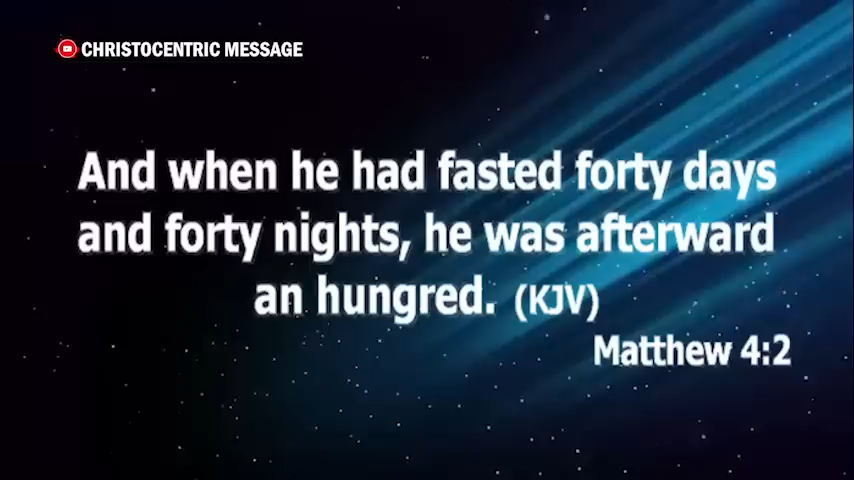 CHRISTOCENTRIC MESSAGE
And when he had fasted forty days
and forty nights, he was afterward
an hungred. (KJV)
Matthew 4:2